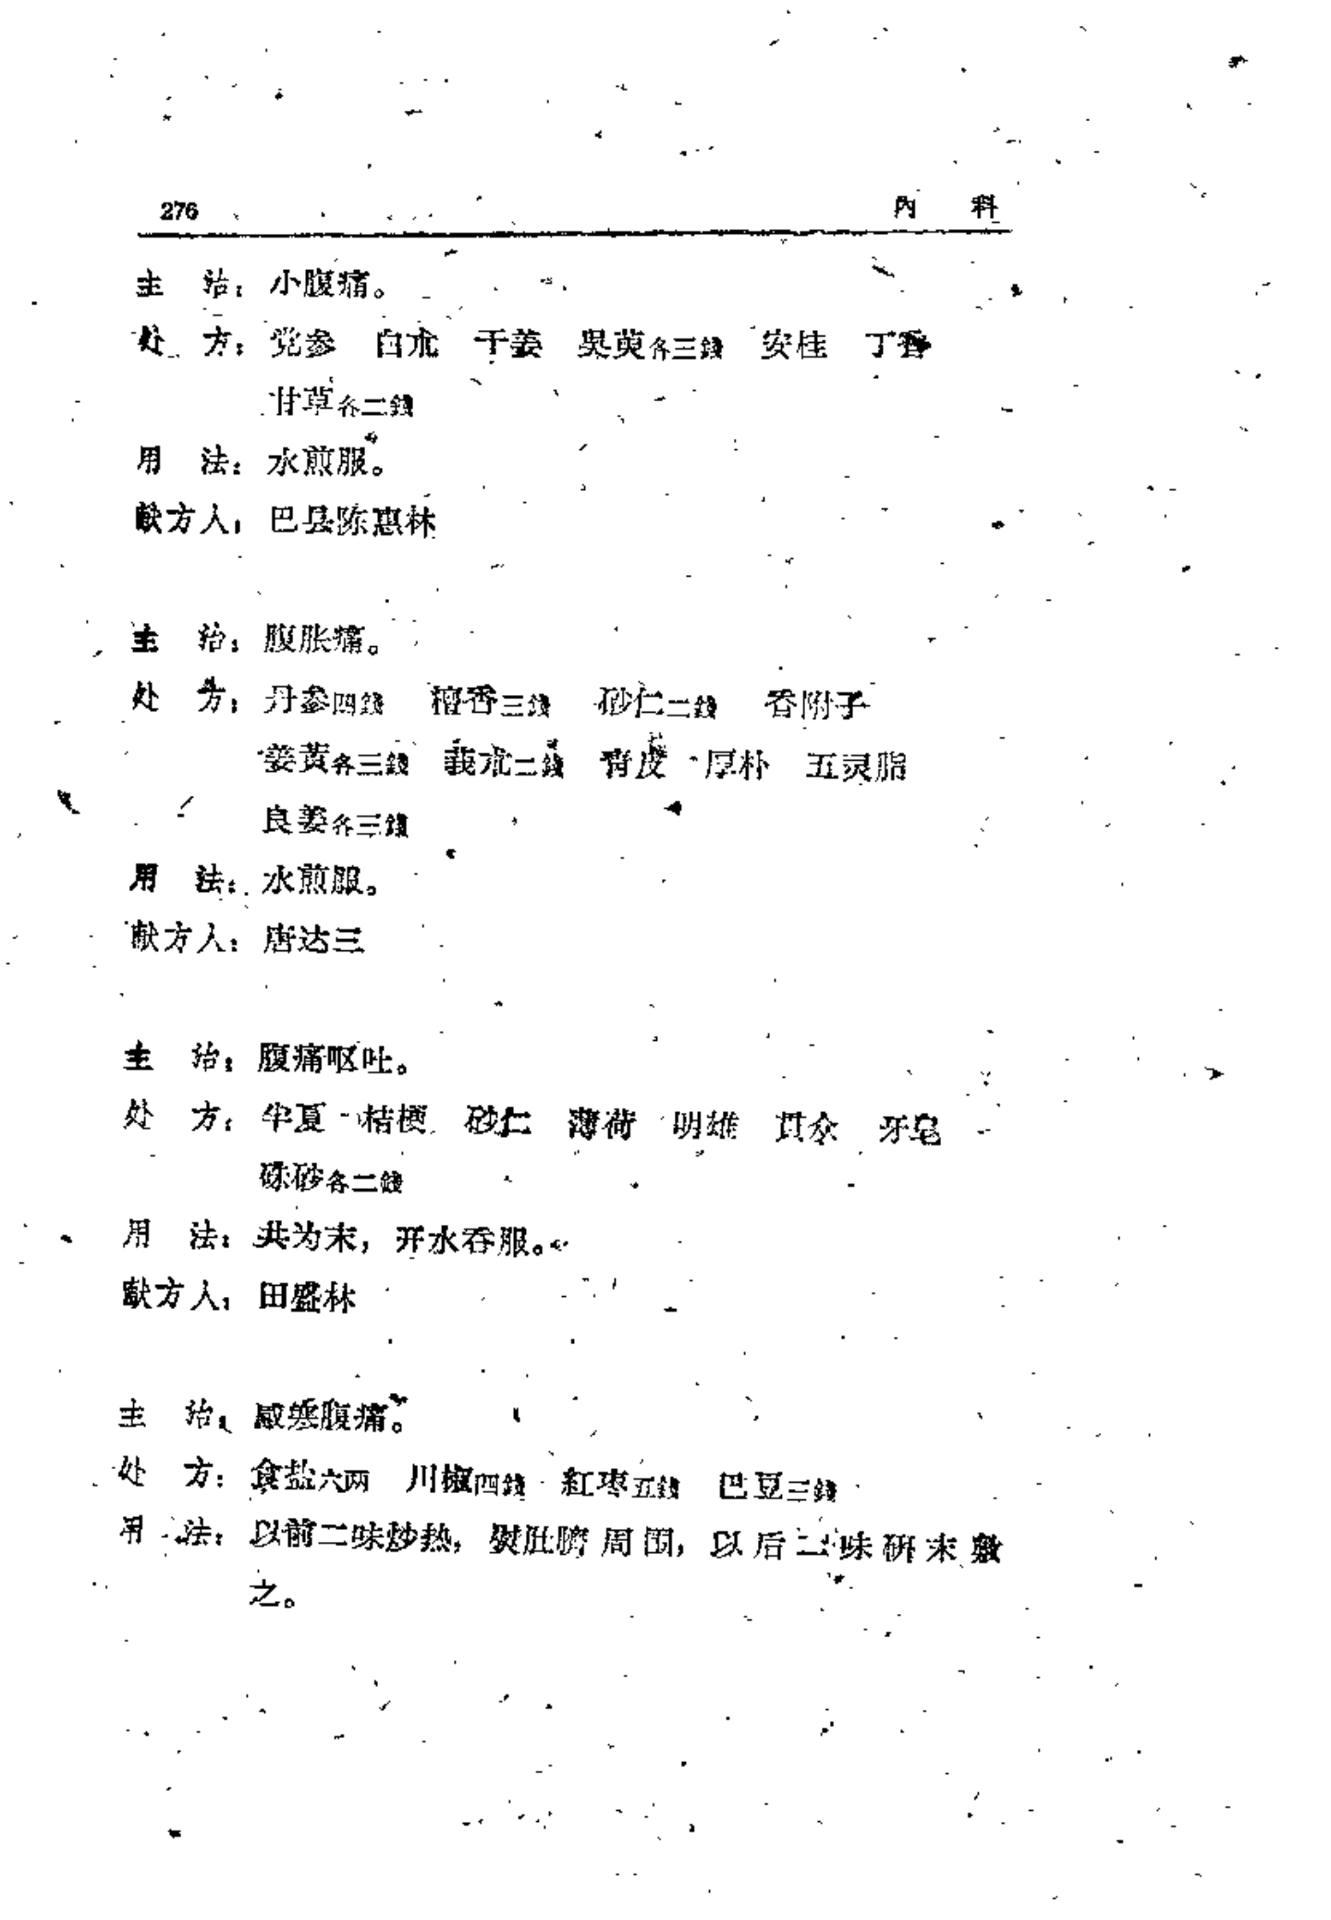 276 內 科
主 治：小腹痛。
处 方：党参 白朮 干姜 吳萸各三錢 安桂 丁香
甘草各二錢
用 法：水煎服。
献方人：巴县陈惠林
主 治：腹胀痛。
处 方：丹参四錢 檀香三錢 砂仁二錢 香附子
姜黃各三錢 莪朮二錢 青皮 厚朴 五灵脂
良姜各三錢
用 法：水煎服。
献方人：唐达三
主 治：腹痛呕吐。
处 方：半夏 桔梗 砂仁 薄荷 明雄 贯众 牙皂
硃砂各二錢
用 法：共为末，开水吞服。
献方人：田盛林
主 治：感寒腹痛。
处 方：食盐六两 川椒四錢 紅枣五錢 巴豆三錢
用 法：以前二味炒热，熨肚脐周围，以后二味研末敷
之。